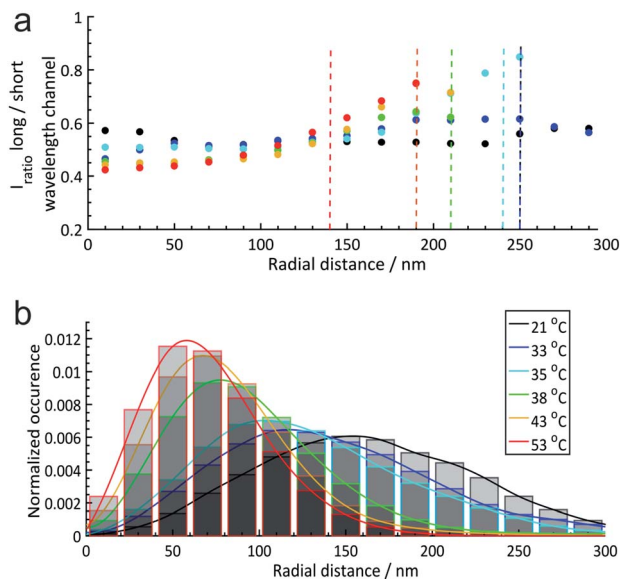 a
I ratio long / short
wavelength channel
1
0.8
0.6
0.4
0.2
0 50 100 150 200 250 300
Radial distance / nm
b
Normalized occurence
0.012
0.01
0.008
0.006
0.004
0.002
0
21 °C
33 °C
35 °C
38 °C
43 °C
53 °C
0 50 100 150 200 250 300
Radial distance / nm